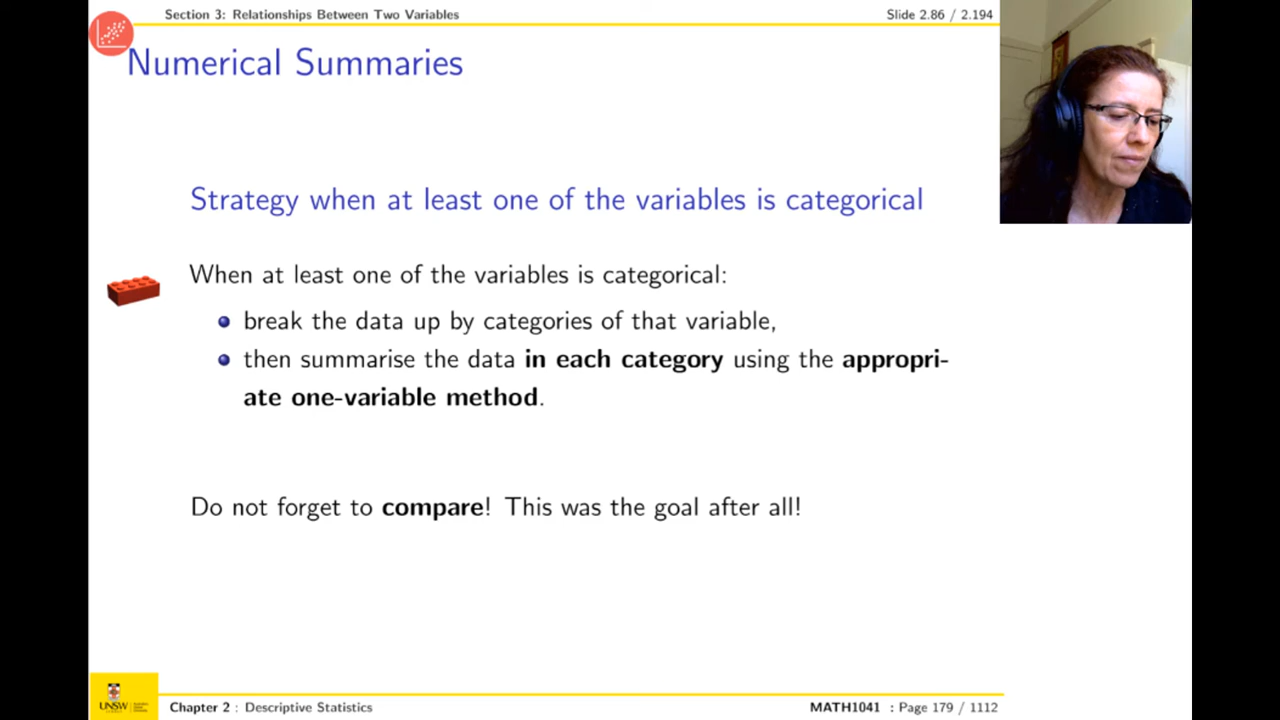 Section 3: Relationships Between Two Variables
Slide 2.86 / 2.194
Numerical Summaries
Strategy when at least one of the variables is categorical
When at least one of the variables is categorical:
break the data up by categories of that variable,
then summarise the data in each category using the appropri-
ate one-variable method.
Do not forget to compare! This was the goal after all!
UNSW
Chapter 2 : Descriptive Statistics
MATH1041 : Page 179 / 1112